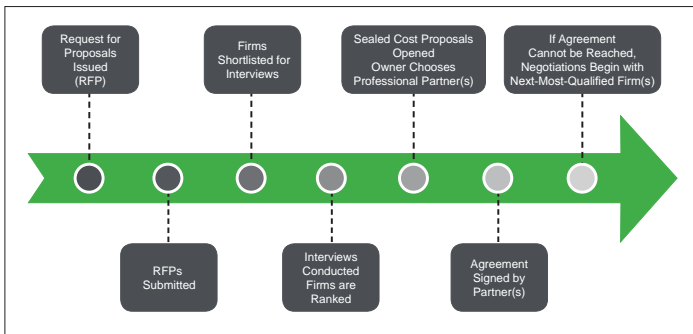 Request for
Proposals
Issued
(RFP)
RFPs
Submitted
Firms
Shortlisted for
Interviews
Interviews
Conducted
Firms are
Ranked
Sealed Cost Proposals
Opened
Owner Chooses
Professional Partner(s)
Agreement
Signed by
Partner(s)
If Agreement
Cannot be Reached,
Negotiations Begin with
Next-Most-Qualified Firm(s)